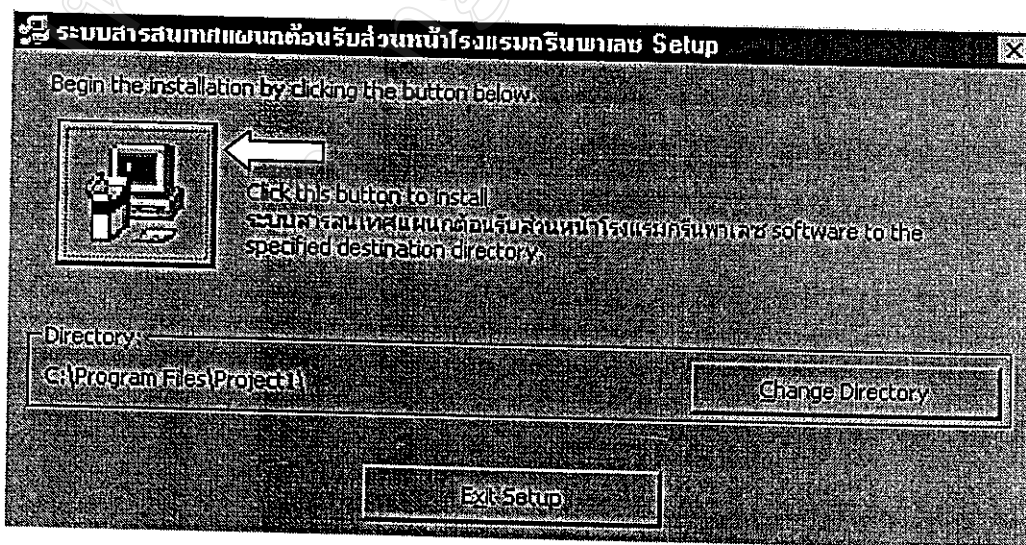 ระบบสารสนเทศแผนกต้อนรับส่วนหน้าโรงแรมกรีนพาเลซ Setup
Begin the installation by clicking the button below.
Click this button to install
ระบบสารสนเทศแผนกต้อนรับส่วนหน้าโรงแรมกรีนพาเลซ software to the
specified destination directory.
Directory:
C:\Program Files\Project1\
Change Directory
Exit Setup